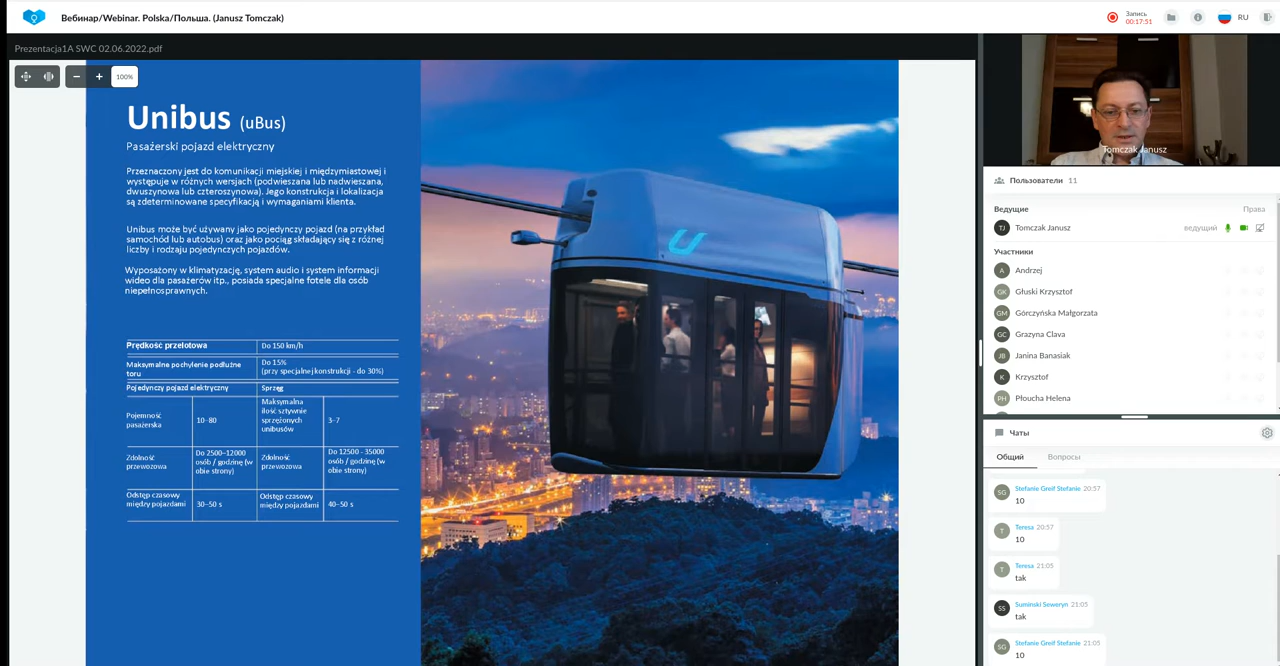 Вебинар/Webinar. Polska/Польша. (Janusz Tomczak)
Запись
00:17:51
RU
Prezentacja1A SWC 02.06.2022.pdf
100%
Unibus (uBus)
Pasażerski pojazd elektryczny
Przeznaczony jest do komunikacji miejskiej i międzymiastowej i
występuje w różnych wersjach (podwieszana lub nadwieszana,
dwuszynowa lub czteroszynowa). Jego konstrukcja i lokalizacja
są zdeterminowane specyfikacją i wymaganiami klienta.
Unibus może być używany jako pojedynczy pojazd (na przykład
samochód lub autobus) oraz jako pociąg składający się z różnej
liczby i rodzaju pojedynczych pojazdów.
Wyposażony w klimatyzację, system audio i system informacji
wideo dla pasażerów itp., posiada specjalne fotele dla osób
niepełnosprawnych.
Prędkość przelotowa
Do 150 km/h
Maksymalne pochylenie podłużne
toru
Do 15%
(przy specjalnej konstrukcji - do 30%)
Pojedynczy pojazd elektryczny
Sprzęg
Pojemność
pasażerska
10-80
Maksymalna
ilość sztywnie
sprzężonych
unibusów
3-7
Zdolność
przewozowa
Do 2500-12000
osób / godzinę (w
obie strony)
Zdolność
przewozowa
Do 12500 - 35000
osób / godzinę (w
obie strony)
Odstęp czasowy
między pojazdami
30-50 s
Odstęp czasowy
między pojazdami
40-50 s
Tomczak Janusz
Пользователи 11
Ведущие
Права
TJ Tomczak Janusz
ведущий
Участники
A Andrzej
GK Głuski Krzysztof
GM Górczyńska Małgorzata
GC Grazyna Clava
JB Janina Banasiak
K Krzysztof
PH Płoucha Helena
Чаты
Общий
Вопросы
SG Stefanie Greif Stefanie 20:57
10
T Teresa 20:57
10
T Teresa 21:05
tak
SS Suminski Seweryn 21:05
tak
SG Stefanie Greif Stefanie 21:05
10